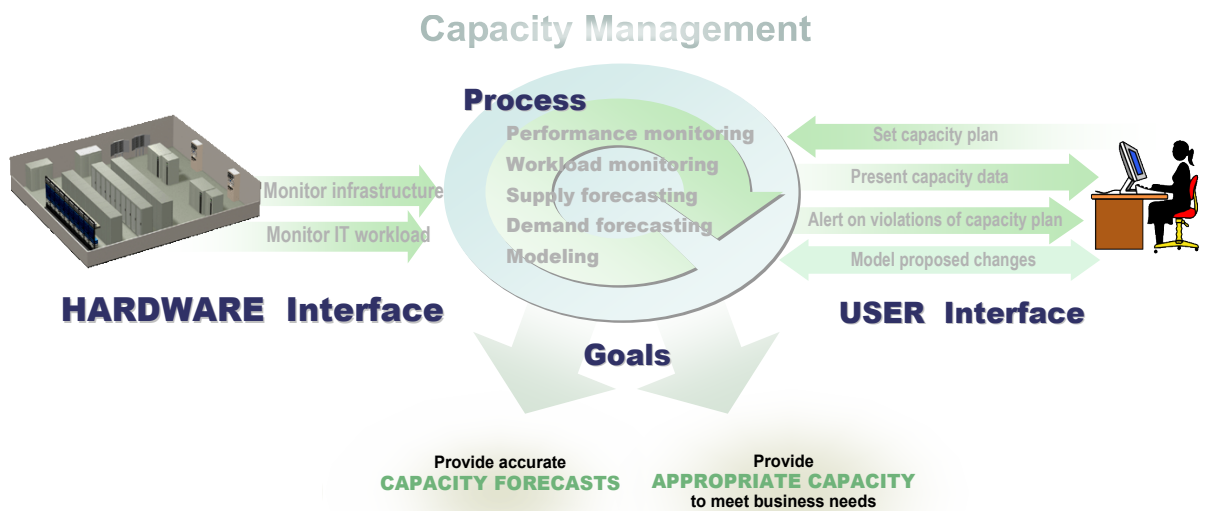 Capacity Management
Process
Performance monitoring
Workload monitoring
Supply forecasting
Demand forecasting
Modeling
Monitor infrastructure
Monitor IT workload
HARDWARE Interface
Set capacity plan
Present capacity data
Alert on violations of capacity plan
Model proposed changes
USER Interface
Goals
Provide accurate
CAPACITY FORECASTS
Provide
APPROPRIATE CAPACITY
to meet business needs